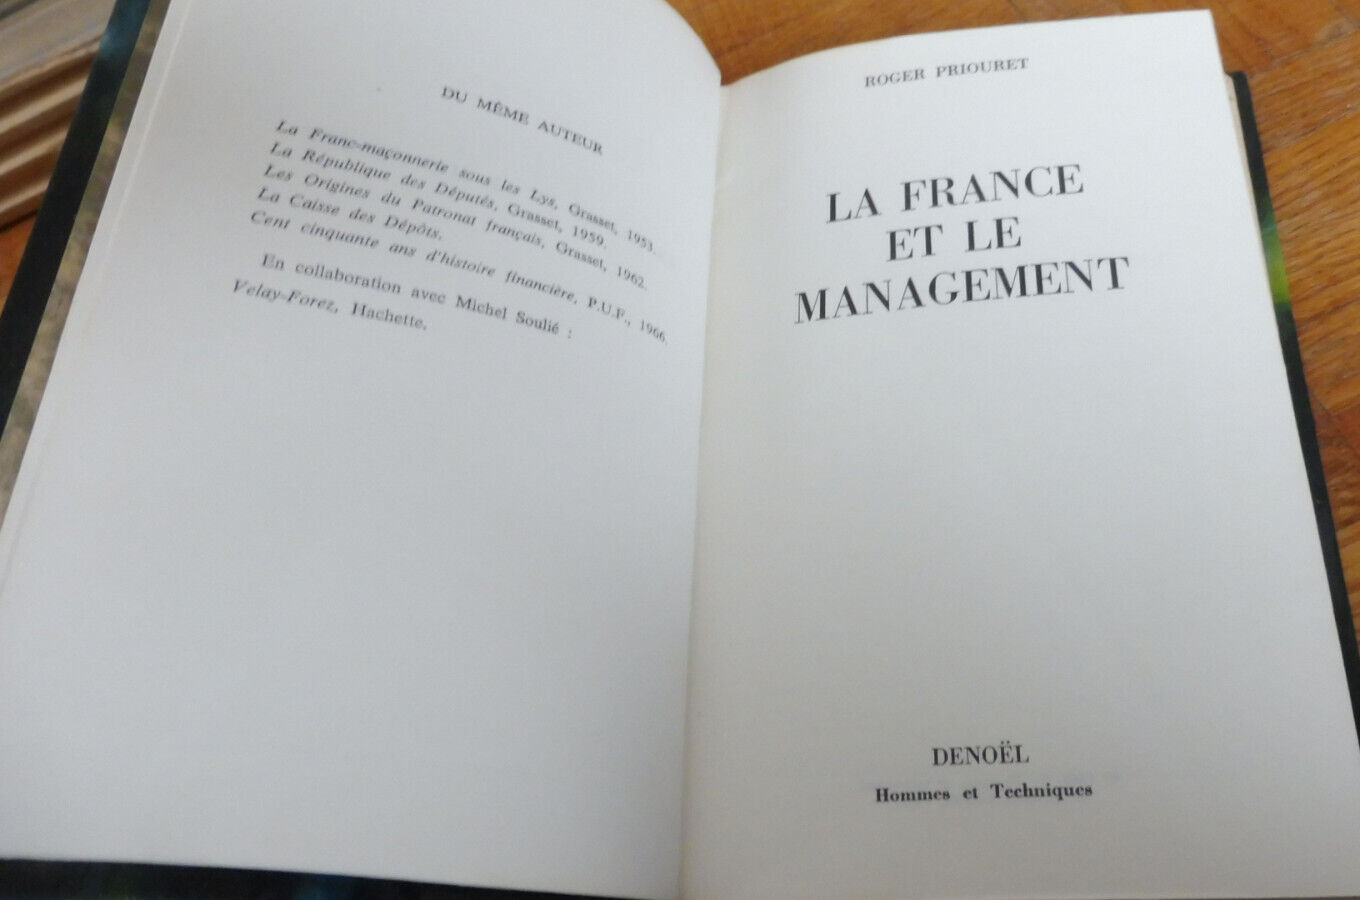 DU MÊME AUTEUR
La Franc-maçonnerie sous les Lys, Grasset, 1953.
La République des Députés, Grasset, 1959.
Les Origines du Patronat français, Grasset, 1962.
La Caisse des Dépôts.
Cent cinquante ans d'histoire financière, P.U.F., 1966.
En collaboration avec Michel Soulié :
Velay-Forez, Hachette.
ROGER PRIOURET
LA FRANCE
ET LE
MANAGEMENT
DENOËL
Hommes et Techniques